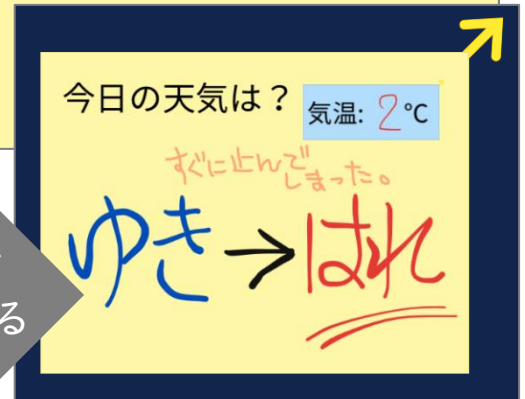 今日の天気は？
気温: 2℃
すぐに止んで
しまった。
ゆき→はれ
る